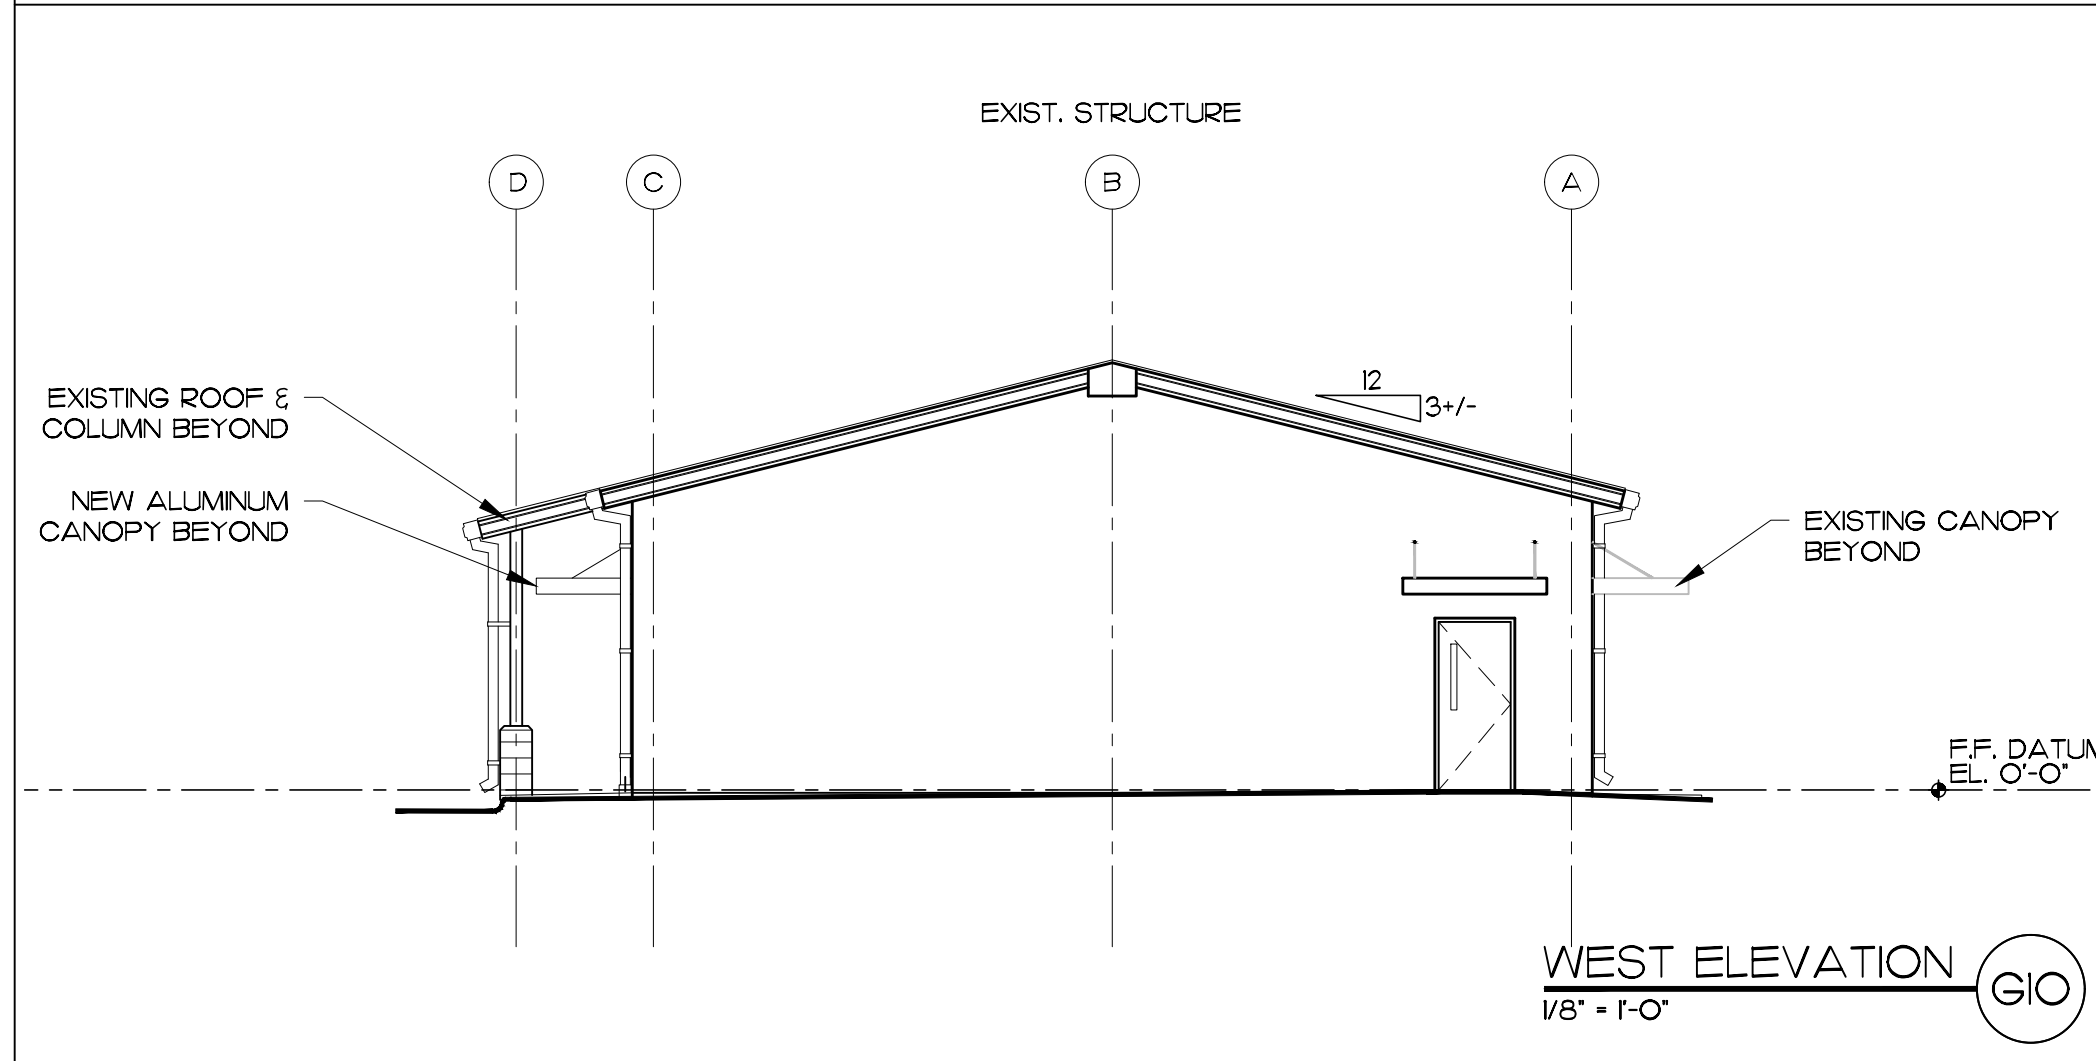 EXIST. STRUCTURE
D
C
B
A
12
3+/-
EXISTING ROOF &
COLUMN BEYOND
NEW ALUMINUM
CANOPY BEYOND
EXISTING CANOPY
BEYOND
F.F. DATUM
EL. 0'-0"
WEST ELEVATION
G10
1/8" = 1'-0"